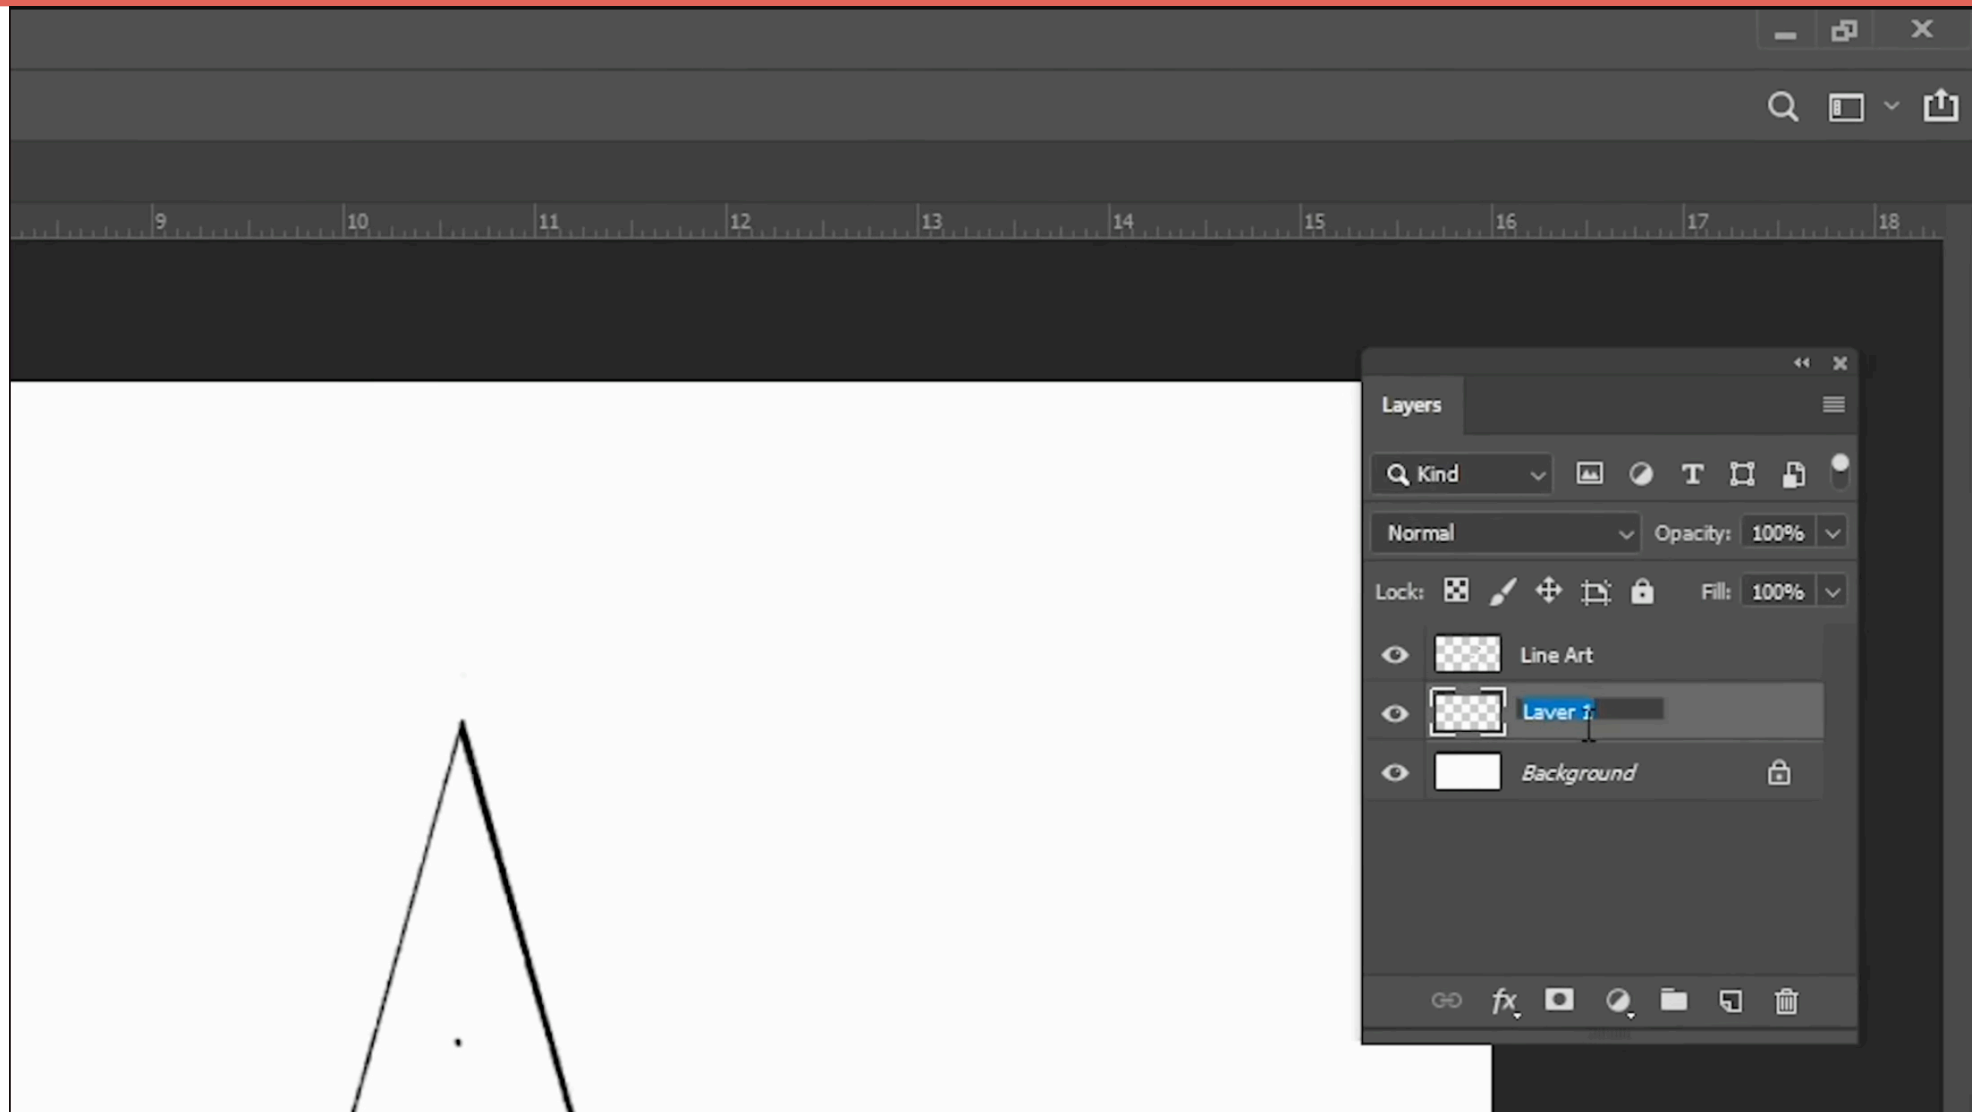 9 10 11 12 13 14 15 16 17 18
Layers
Kind
Normal Opacity: 100%
Lock: Fill: 100%
Line Art
Layer 1
Background
fx